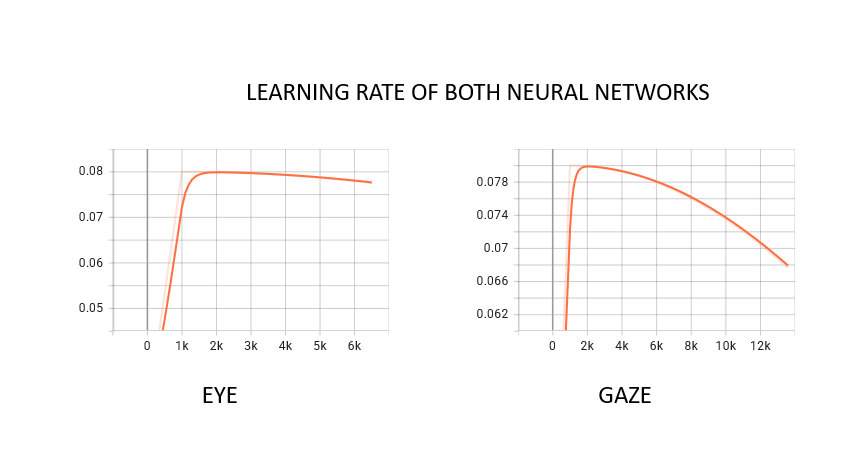 LEARNING RATE OF BOTH NEURAL NETWORKS
0.08
0.07
0.06
0.05
0 1k 2k 3k 4k 5k 6k
EYE
0.078
0.074
0.07
0.066
0.062
0 2k 4k 6k 8k 10k 12k
GAZE